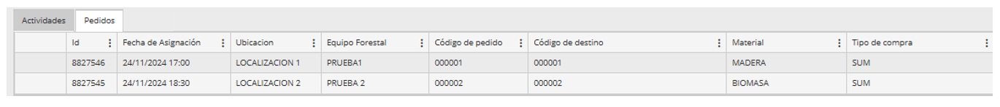 Actividades Pedidos
Id Fecha de Asignación Ubicacion Equipo Forestal Código de pedido Código de destino Material Tipo de compra
8827546 24/11/2024 17:00 LOCALIZACION 1 PRUEBA1 000001 000001 MADERA SUM
8827545 24/11/2024 18:30 LOCALIZACION 2 PRUEBA 2 000002 000002 BIOMASA SUM